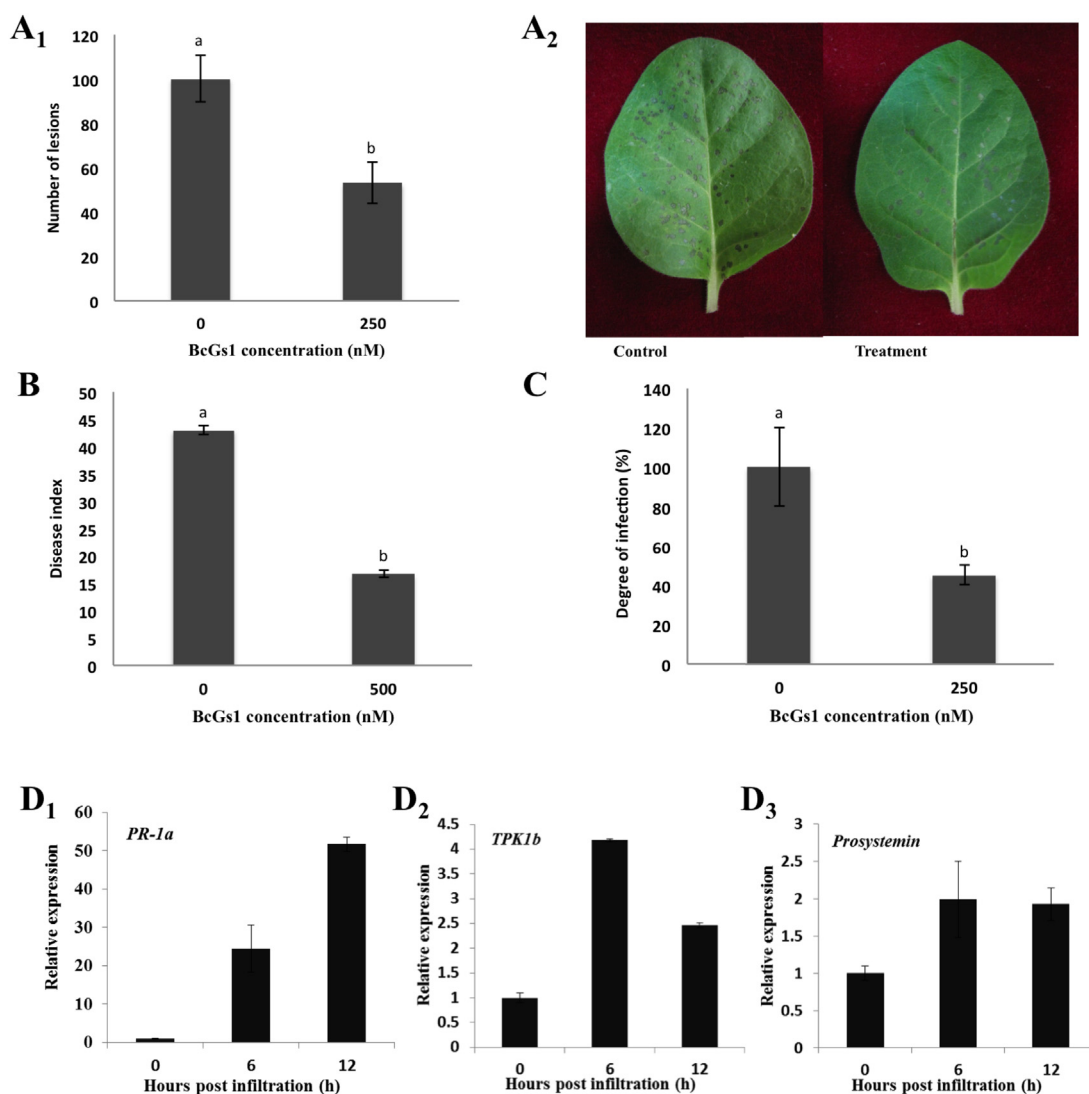 A1
Number of lesions
120
100
80
60
40
20
0
a
b
0 250
BcGs1 concentration (nM)
A2
Control Treatment
B
Disease index
50
45
40
35
30
25
20
15
10
5
0
a
b
0 500
BcGs1 concentration (nM)
C
Degree of infection (%)
140
120
100
80
60
40
20
0
a
b
0 250
BcGs1 concentration (nM)
D1
PR-1a
Relative expression
60
50
40
30
20
10
0
0 6 12
Hours post infiltration (h)
D2
TPK1b
Relative expression
4.5
4
3.5
3
2.5
2
1.5
1
0.5
0
0 6 12
Hours post infiltration (h)
D3
Prosystemin
Relative expression
3
2.5
2
1.5
1
0.5
0
0 6 12
Hours post infiltration (h)